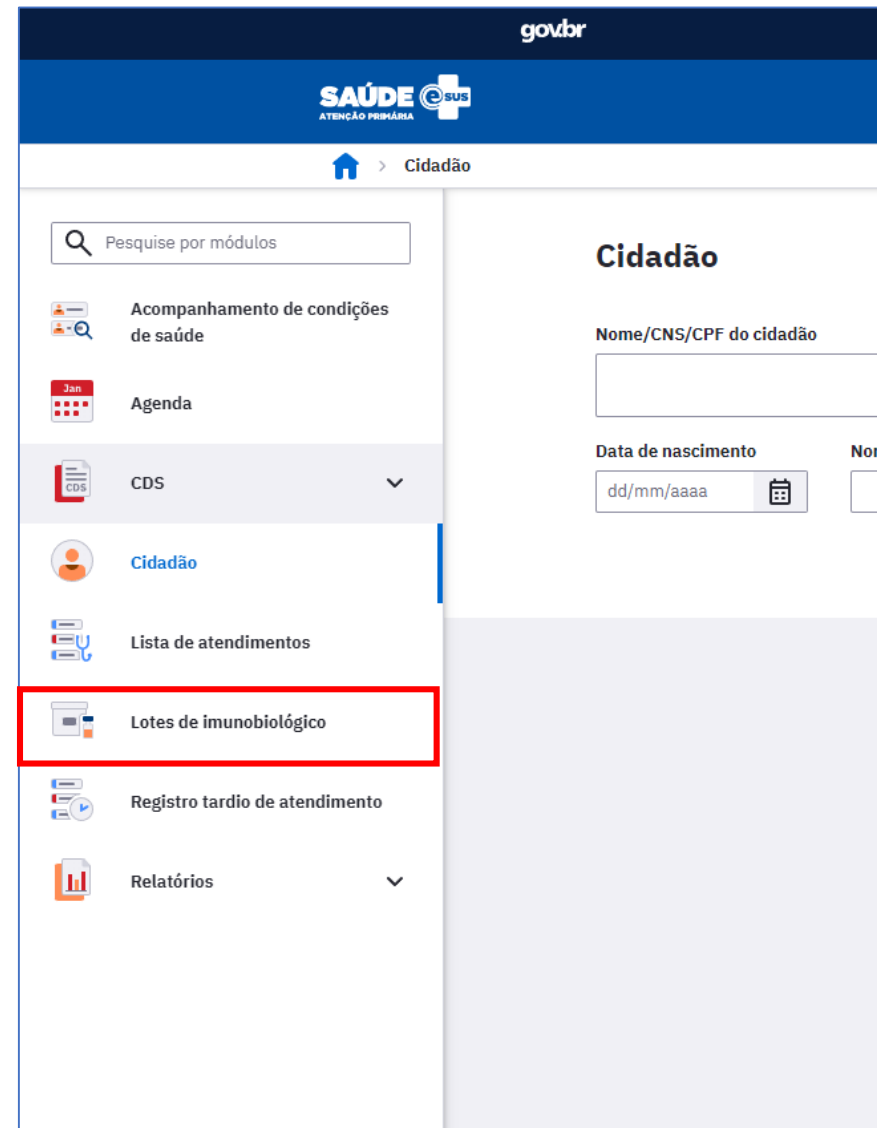 gov.br
SAÚDE e SUS
ATENÇÃO PRIMÁRIA
Cidadão
Pesquise por módulos
Acompanhamento de condições
de saúde
Jan
Agenda
CDS
CDS
Cidadão
Lista de atendimentos
Lotes de imunobiológico
Registro tardio de atendimento
Relatórios
Cidadão
Nome/CNS/CPF do cidadão
Data de nascimento
Nor
dd/mm/aaaa